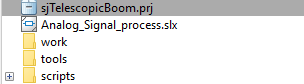 sjTelescopicBoom.prj
Analog_Signal_process.slx
work
tools
scripts